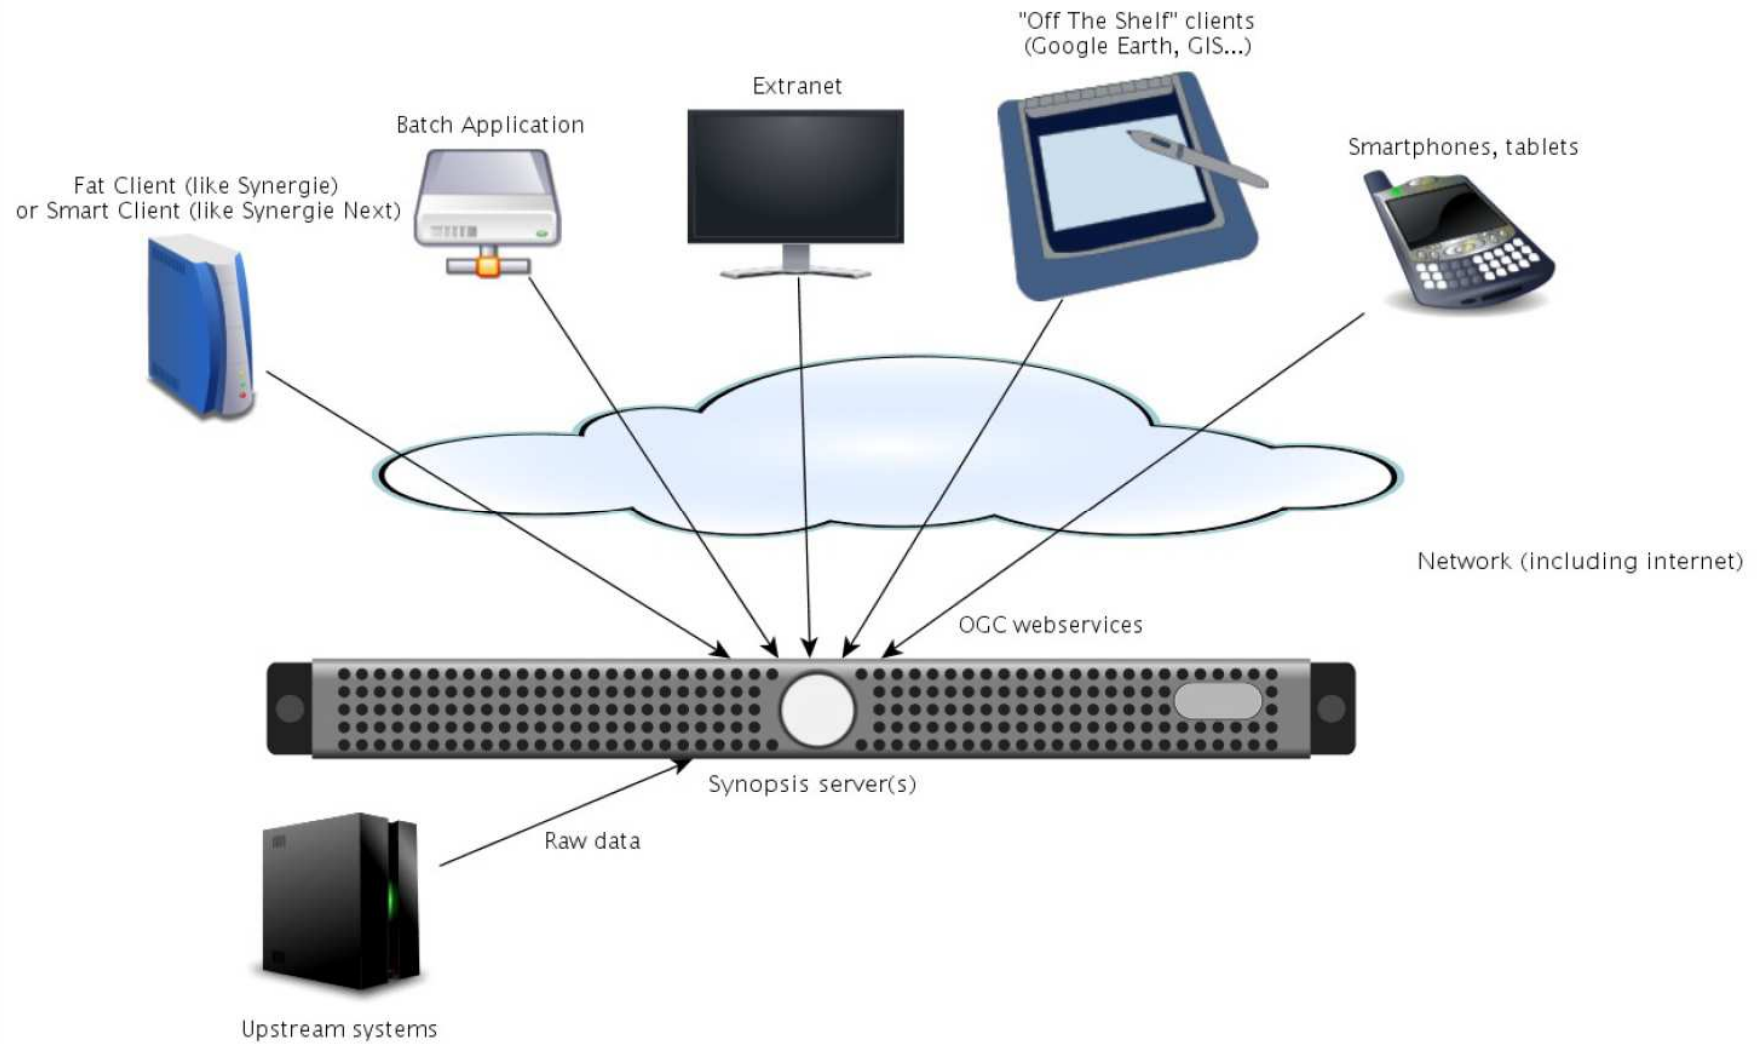 "Off The Shelf" clients
(Google Earth, GIS...)
Extranet
Batch Application
Smartphones, tablets
Fat Client (like Synergie)
or Smart Client (like Synergie Next)
Network (including internet)
OGC webservices
Synopsis server(s)
Raw data
Upstream systems